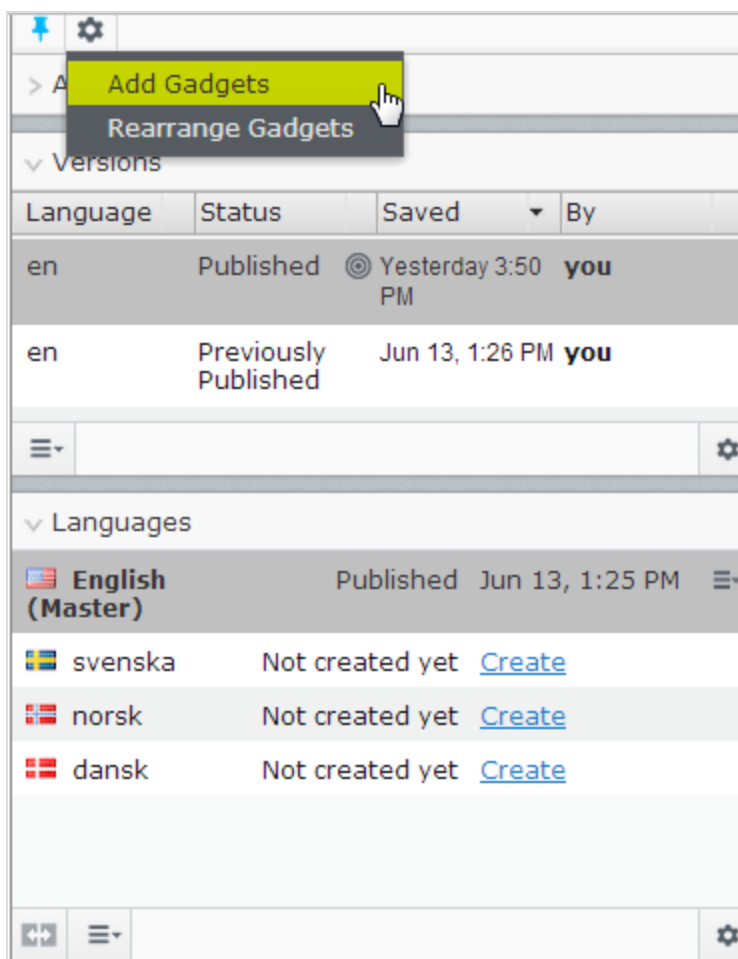 Add Gadgets
A
Rearrange Gadgets
Versions
Language Status Saved By
en Published Yesterday 3:50 PM you
en Previously Published Jun 13, 1:26 PM you
Languages
English (Master) Published Jun 13, 1:25 PM
svenska Not created yet Create
norsk Not created yet Create
dansk Not created yet Create